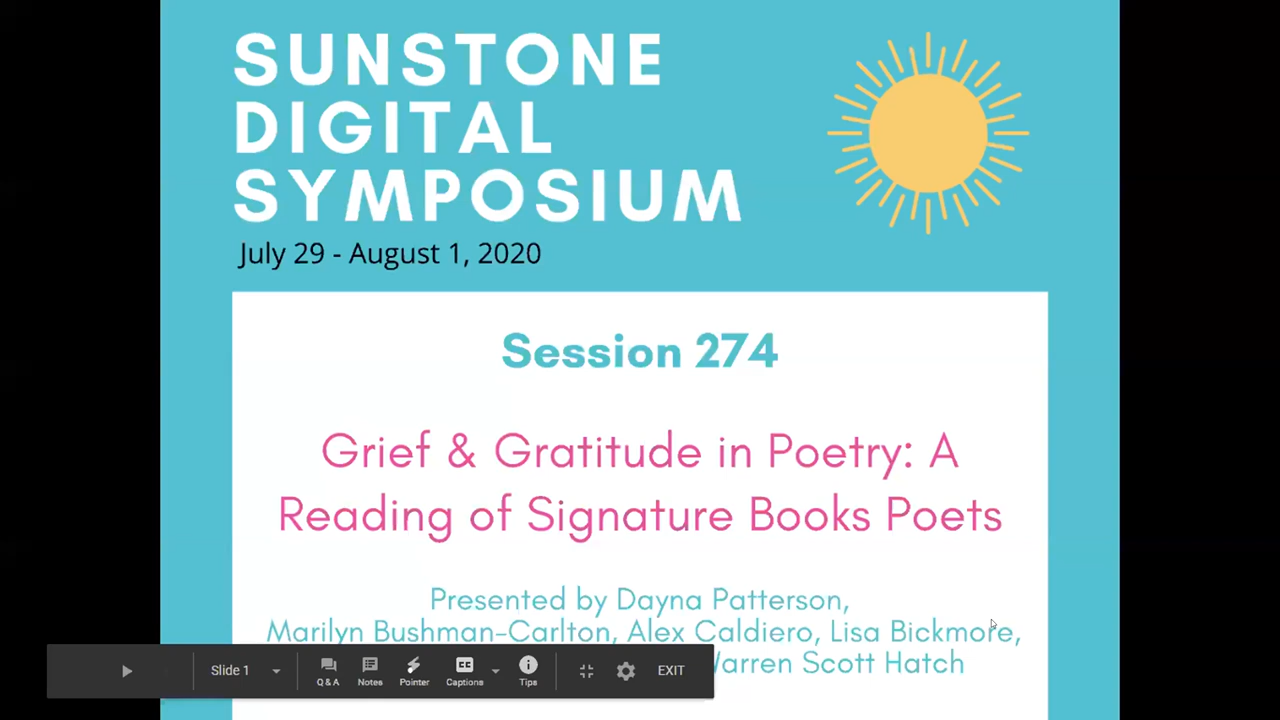 SUNSTONE
DIGITAL
SYMPOSIUM
July 29 - August 1, 2020
Session 274
Grief & Gratitude in Poetry: A
Reading of Signature Books Poets
Presented by Dayna Patterson,
Marilyn Bushman-Carlton, Alex Caldiero, Lisa Bickmore,
Scott Hatch
Slide 1
Q & A
Notes
Pointer
Captions
Tips
EXIT
CC